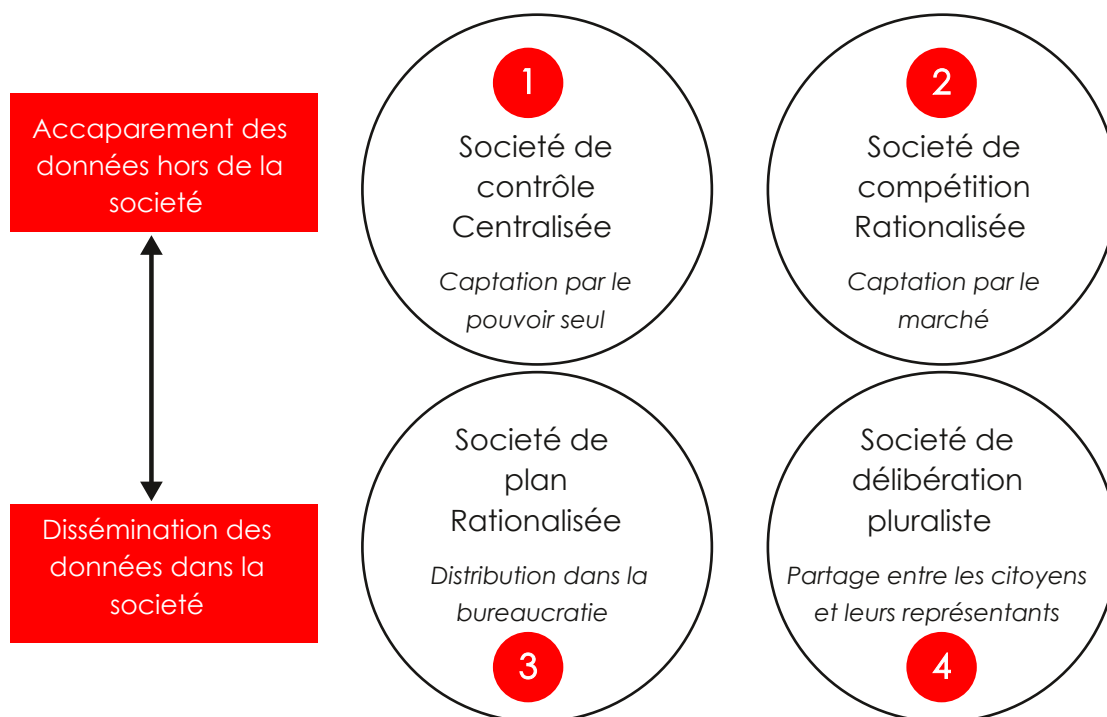 Accaparement des
données hors de la
societé
1
Societé de
contrôle
Centralisée
Captation par le
pouvoir seul
2
Societé de
compétition
Rationalisée
Captation par le
marché
Dissémination des
données dans la
societé
Societé de
plan
Rationalisée
Distribution dans la
bureaucratie
3
Societé de
délibération
pluraliste
Partage entre les citoyens
et leurs représentants
4